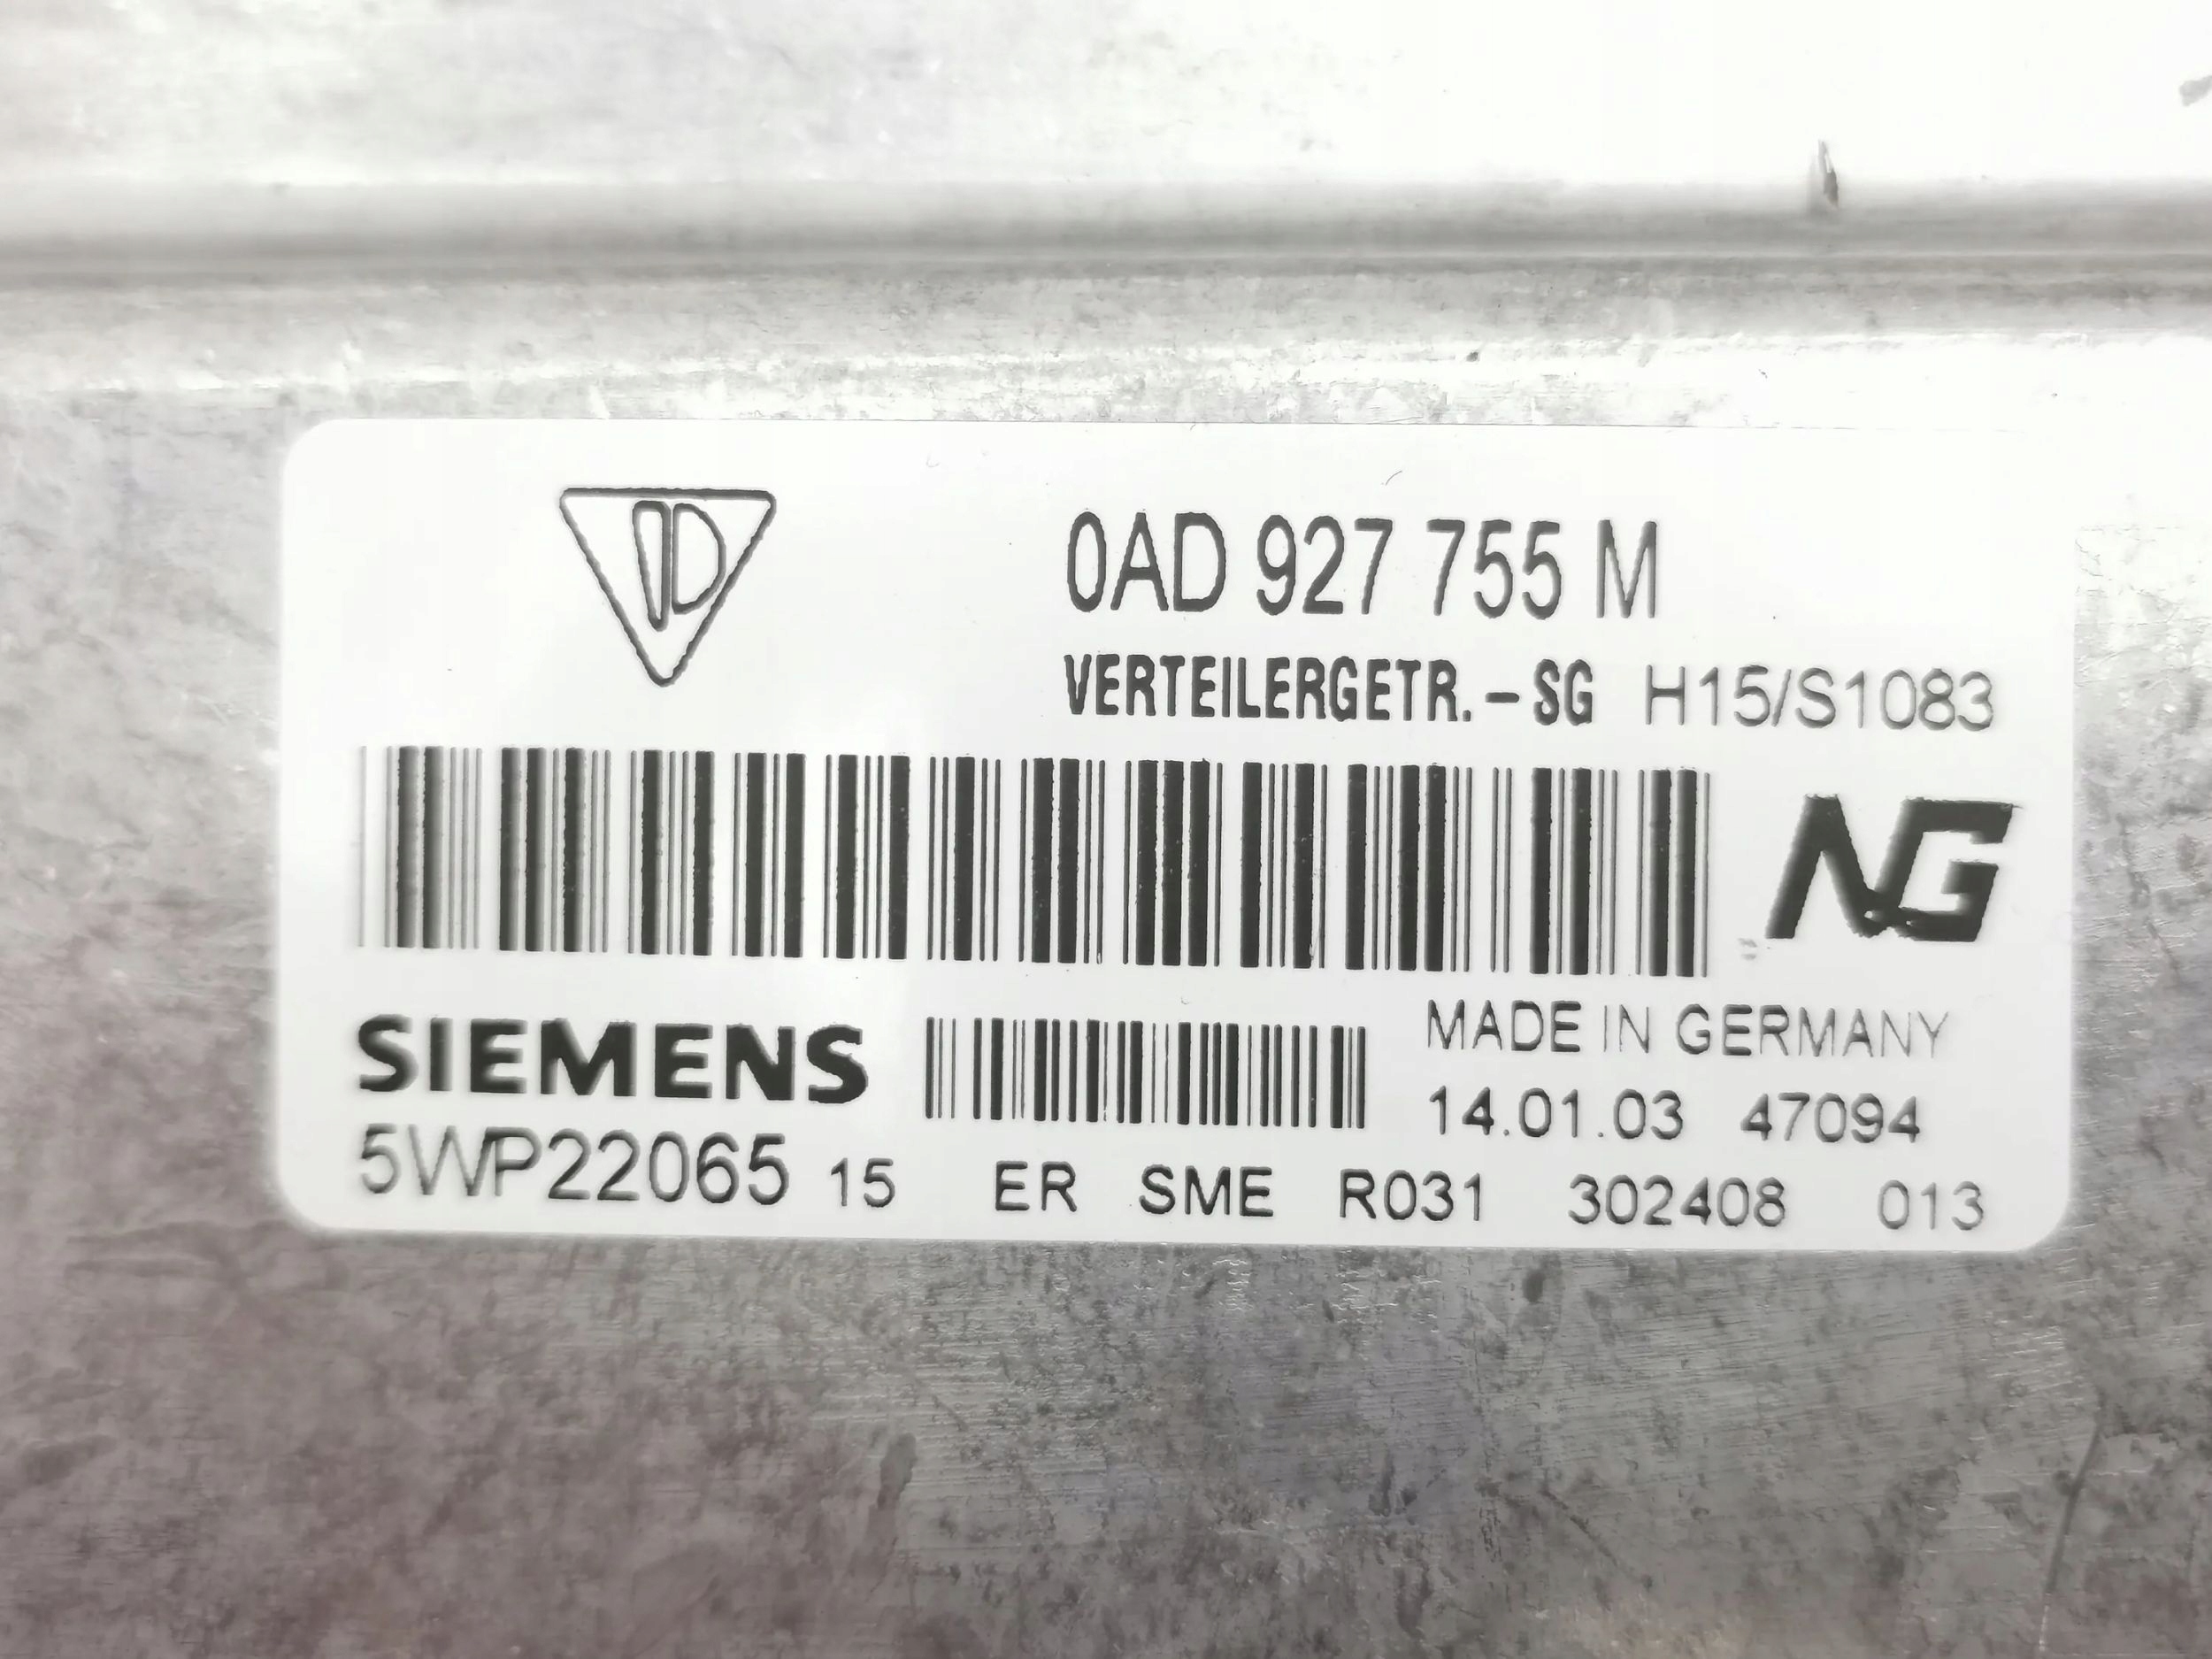 0AD 927 755 M
VERTEILERGETR.-SG H15/S1083
NG
SIEMENS
MADE IN GERMANY
14.01.03 47094
5WP22065 15 ER SME R031 302408 013